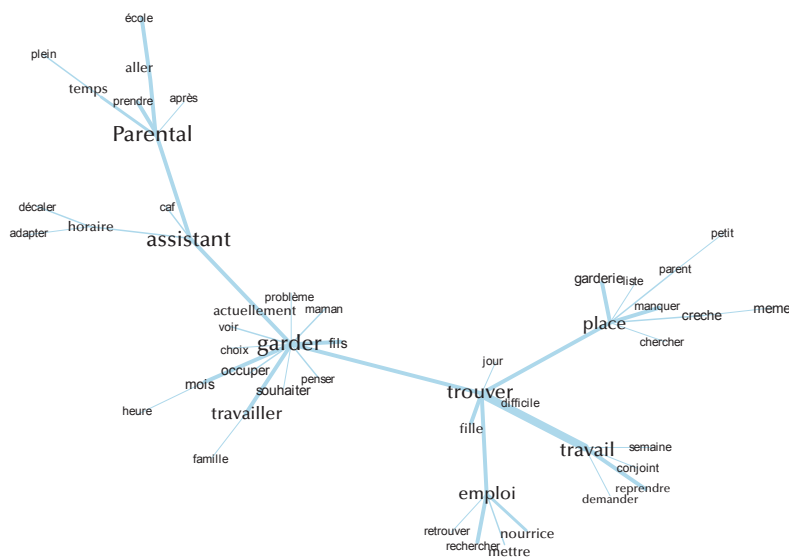 école
plein
aller
temps
prendre
après
Parental
décaler
caf
adapter
horaire
assistant
petit
parent
garderie
liste
problème
maman
actuellement
manquer
creche
meme
voir
place
garder
fils
choix
chercher
jour
occuper
penser
mois
souhaiter
trouver
difficile
heure
travailler
fille
travail
semaine
famille
conjoint
reprendre
emploi
demander
retrouver
nourrice
rechercher
mettre